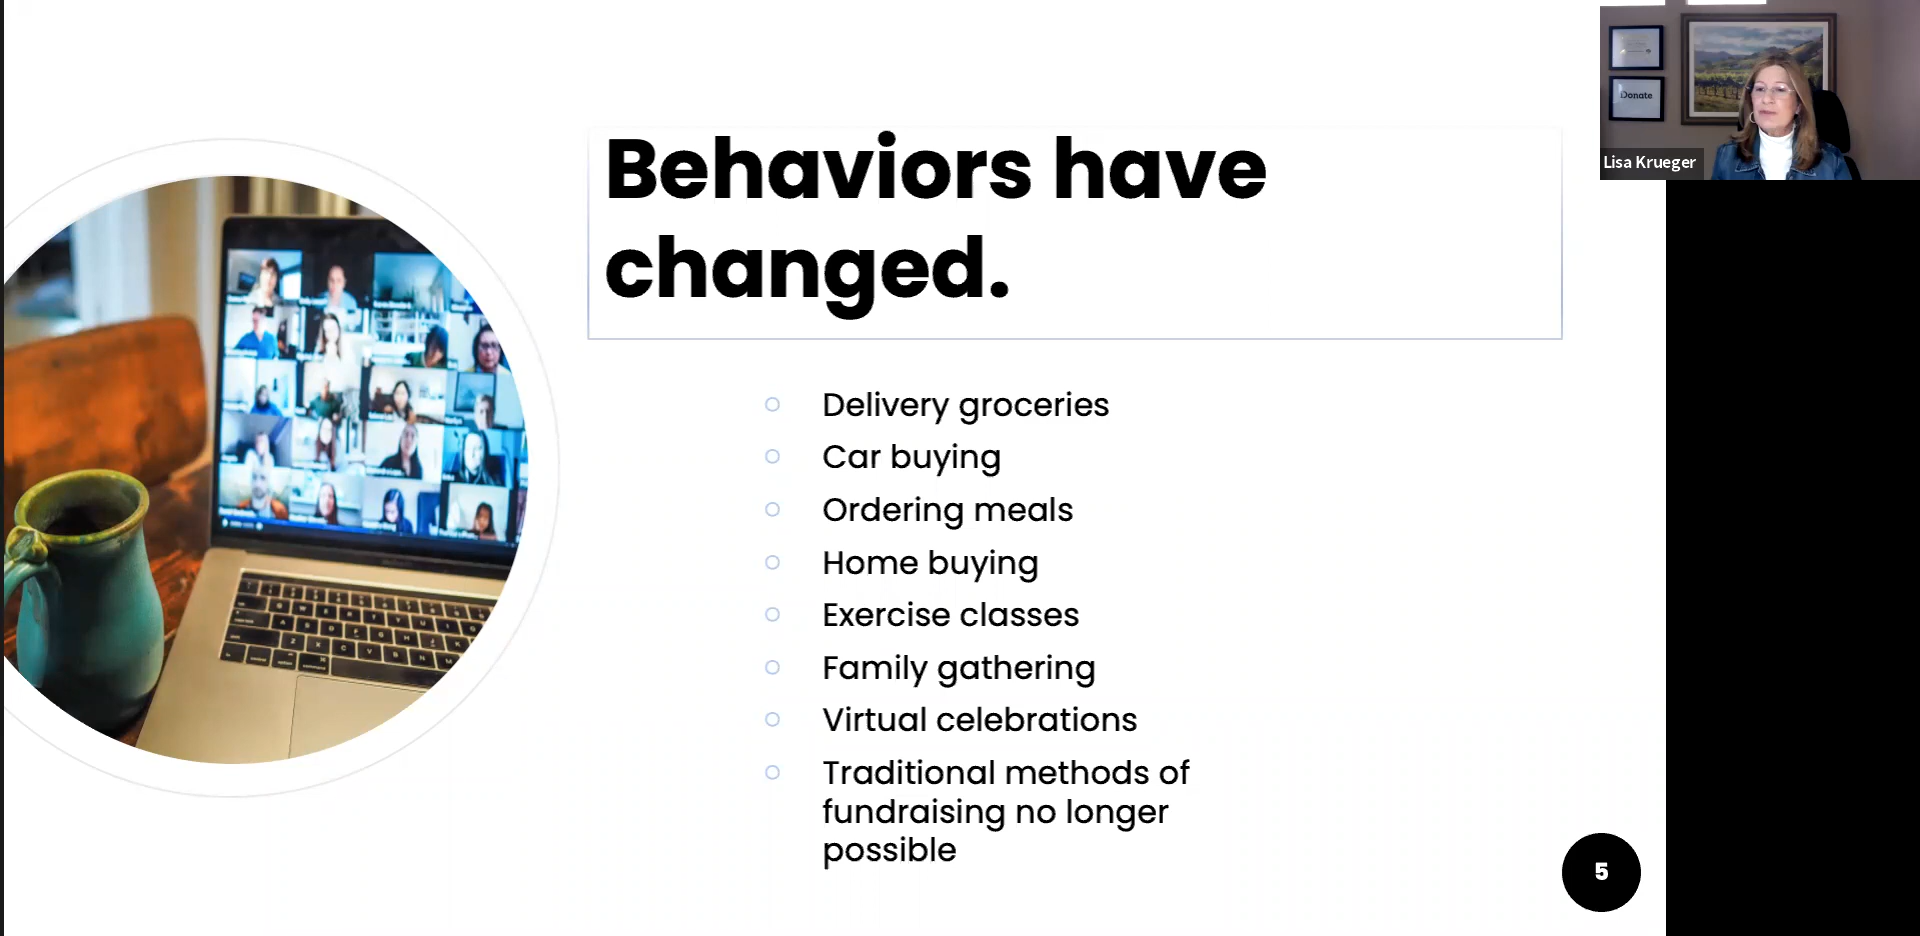 Behaviors have
changed.
Delivery groceries
Car buying
Ordering meals
Home buying
Exercise classes
Family gathering
Virtual celebrations
Traditional methods of
fundraising no longer
possible
5
Donate
Lisa Krueger